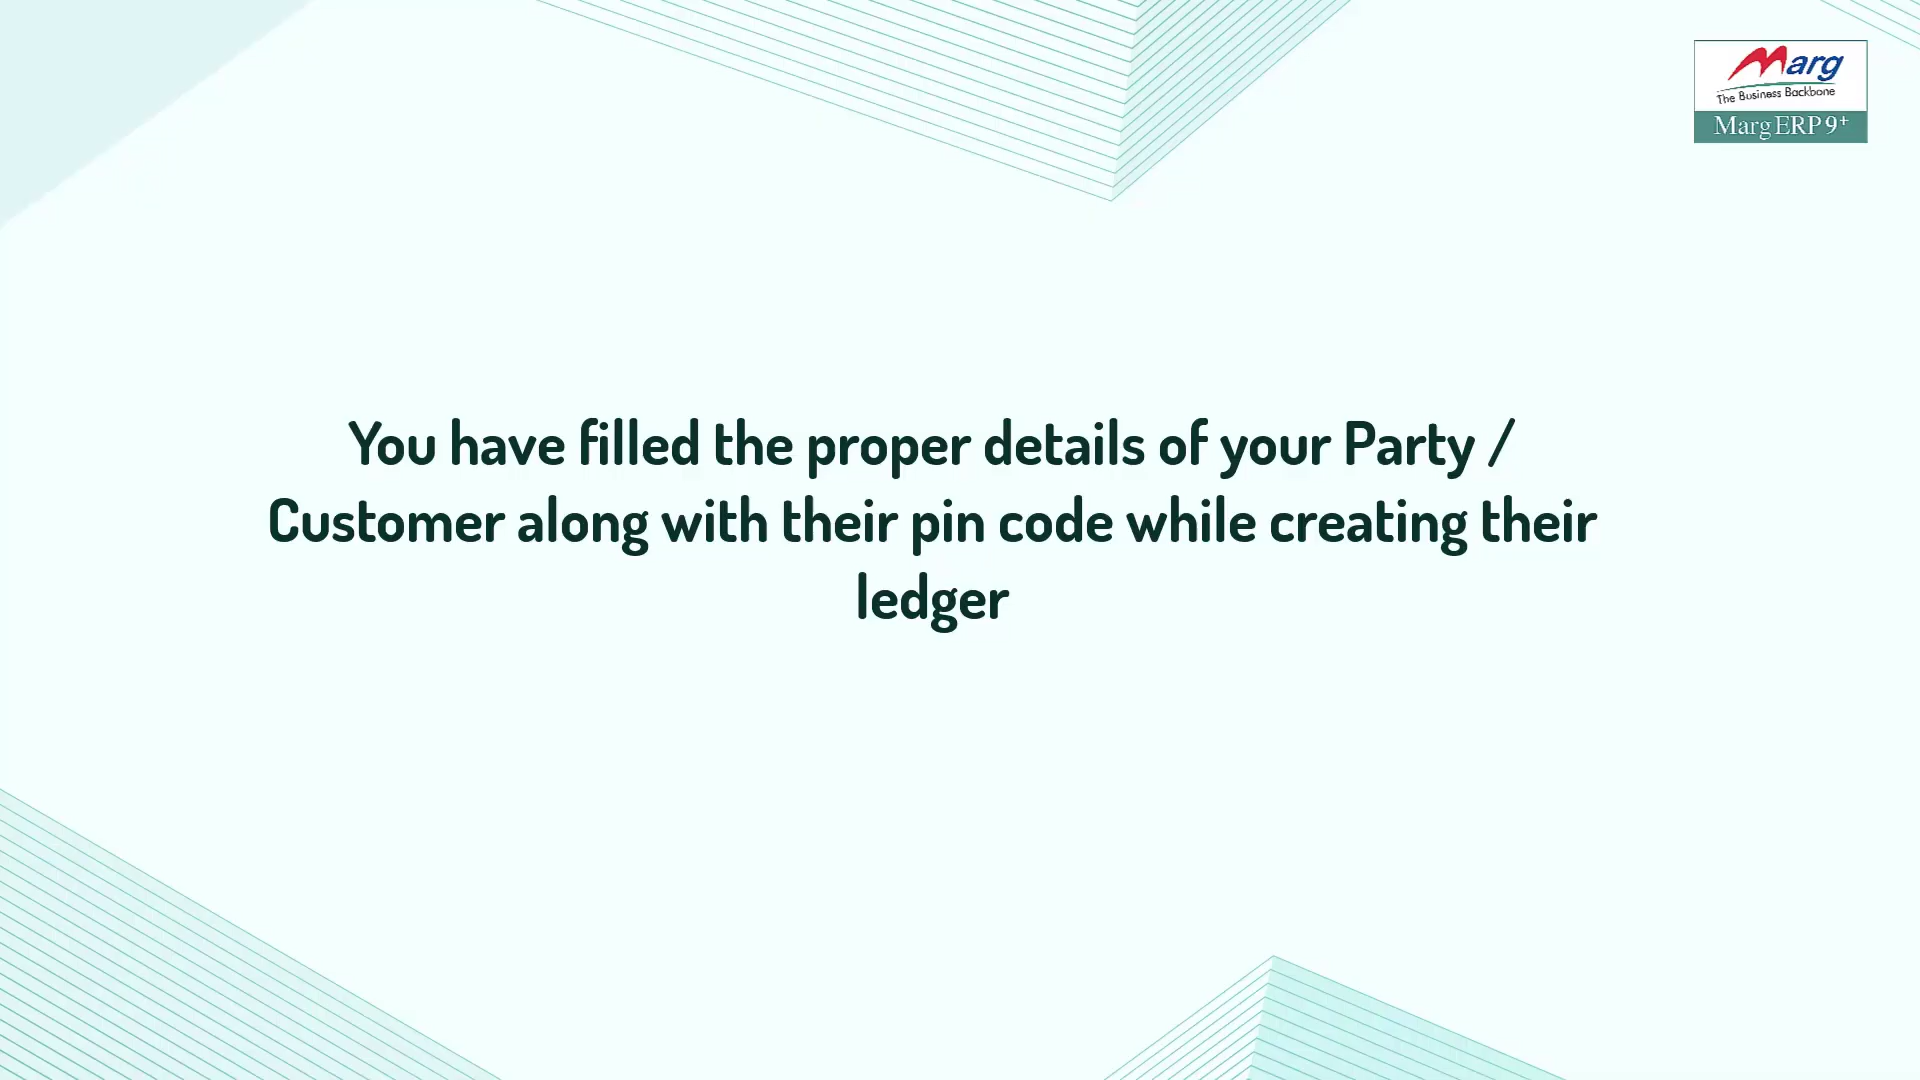 Marg
The Business Backbone
Marg ERP 9+
You have filled the proper details of your Party /
Customer along with their pin code while creating their
ledger